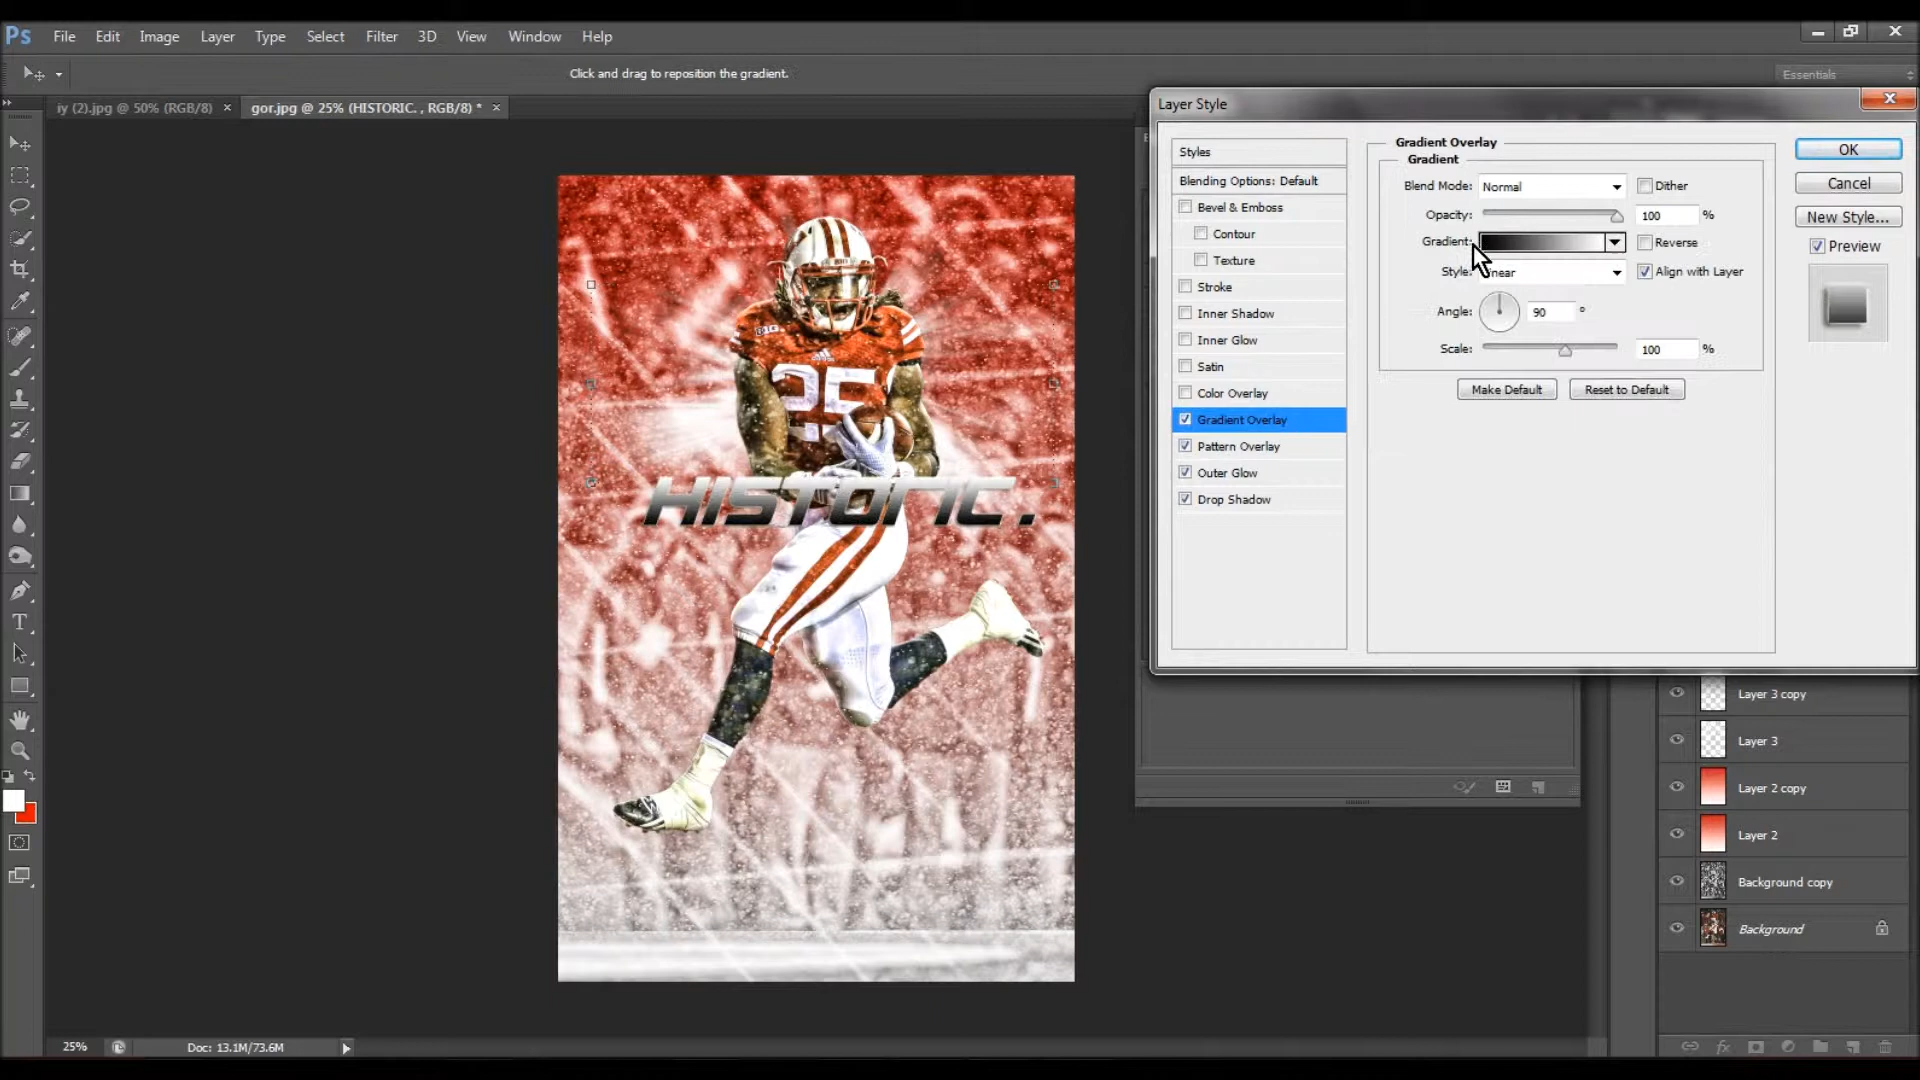 Ps File Edit Image Layer Type Select Filter 3D View Window Help
Click and drag to reposition the gradient.
Essentials
iy (2).jpg @ 50% (RGB/8) × gor.jpg @ 25% (HISTORIC. , RGB/8) * ×
Layer Style
Styles
Blending Options: Default
Bevel & Emboss
Contour
Texture
Stroke
Inner Shadow
Inner Glow
Satin
Color Overlay
Gradient Overlay
Pattern Overlay
Outer Glow
Drop Shadow
Gradient Overlay
Gradient
Blend Mode: Normal Dither
Opacity: 100 %
Gradient: Reverse
Style: Align with Layer
Angle: 90 °
Scale: 100 %
Make Default Reset to Default
OK
Cancel
New Style...
Preview
25
HISTORIC.
Layer 3 copy
Layer 3
Layer 2 copy
Layer 2
Background copy
Background
fx
25% Doc: 13.1M/73.6M